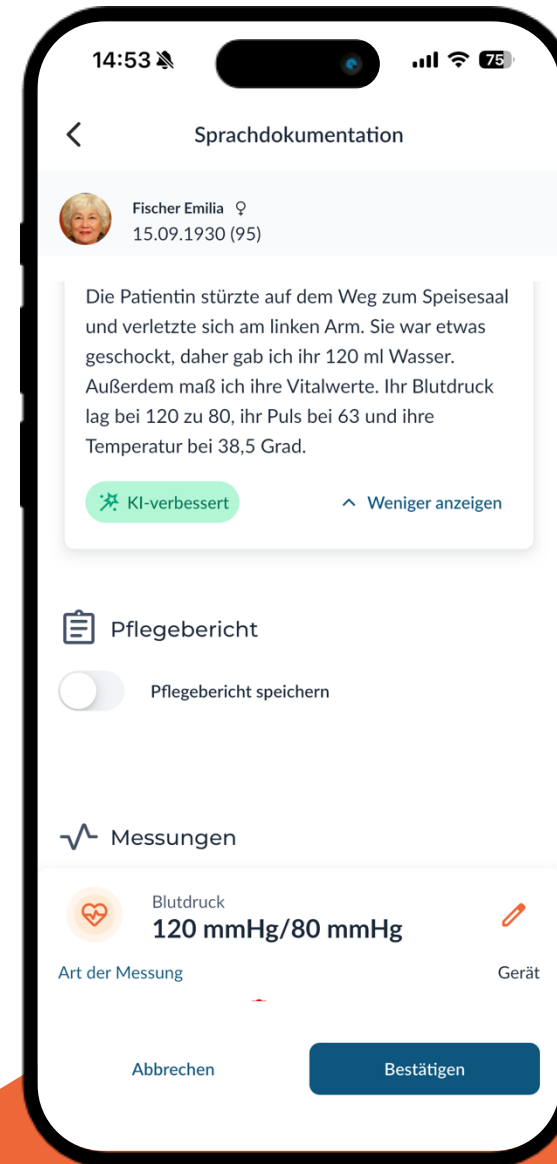 14:53
75
Sprachdokumentation
Fischer Emilia ♀
15.09.1930 (95)
Die Patientin stürzte auf dem Weg zum Speisesaal
und verletzte sich am linken Arm. Sie war etwas
geschockt, daher gab ich ihr 120 ml Wasser.
Außerdem maß ich ihre Vitalwerte. Ihr Blutdruck
lag bei 120 zu 80, ihr Puls bei 63 und ihre
Temperatur bei 38,5 Grad.
KI-verbessert
Weniger anzeigen
Pflegebericht
Pflegebericht speichern
Messungen
Blutdruck
120 mmHg/80 mmHg
Art der Messung Gerät
Abbrechen Bestätigen